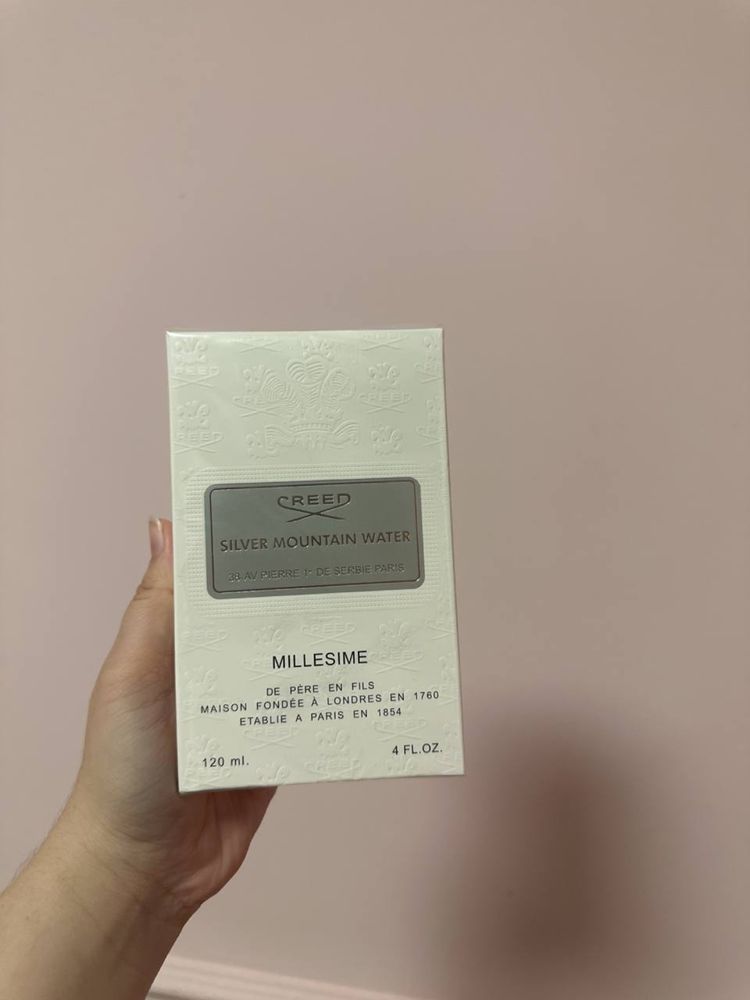 CREED
SILVER MOUNTAIN WATER
38 AV PIERRE 1ᵉʳ DE SERBIE PARIS
MILLESIME
DE PÈRE EN FILS
MAISON FONDÉE À LONDRES EN 1760
ETABLIE A PARIS EN 1854
120 ml.
4 FL.OZ.